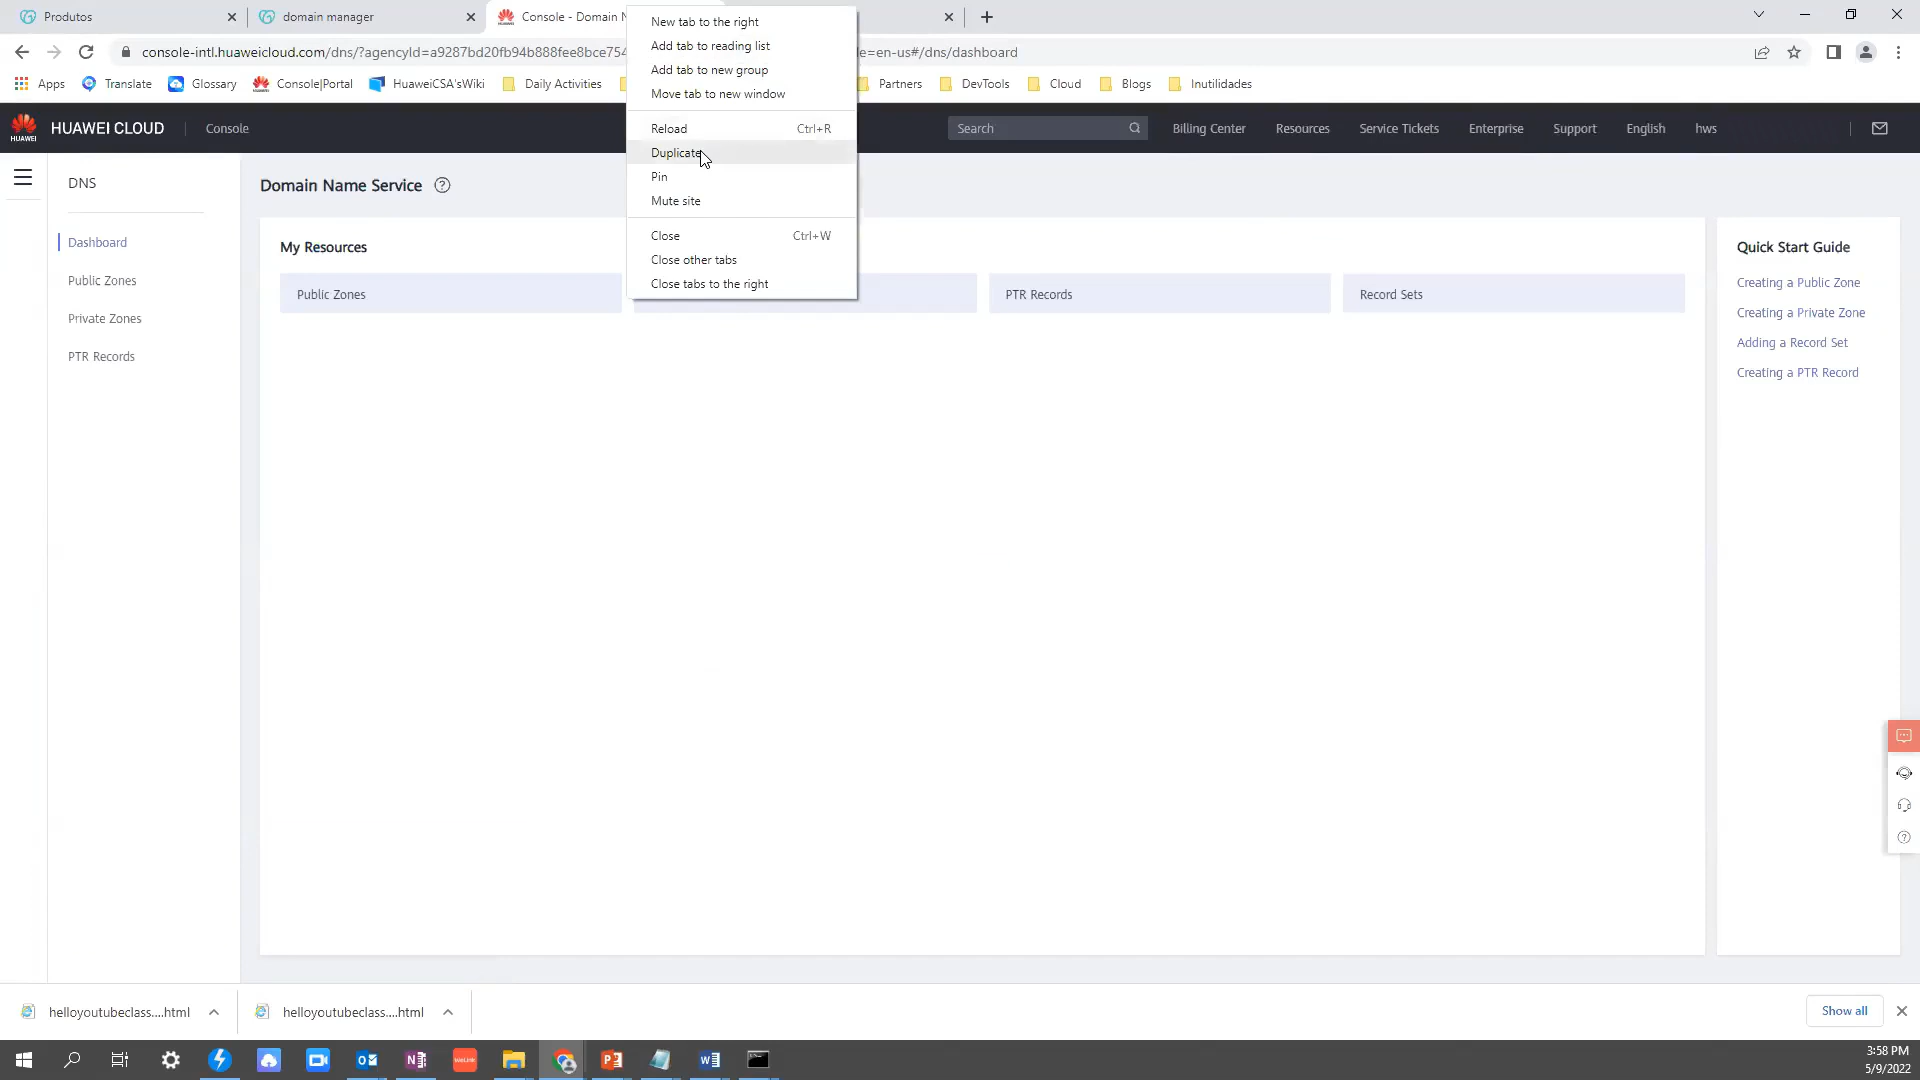 Produtos
domain manager
Console - Domain N
New tab to the right
Add tab to reading list
Add tab to new group
Move tab to new window
Reload Ctrl+R
Duplicate
Pin
Mute site
Close Ctrl+W
Close other tabs
Close tabs to the right
console-intl.huaweicloud.com/dns/?agencyId=a9287bd20fb94b888fee8bce754
e=en-us#/dns/dashboard
Apps
Translate
Glossary
Console|Portal
HuaweiCSA'sWiki
Daily Activities
Partners
DevTools
Cloud
Blogs
Inutilidades
HUAWEI
HUAWEI CLOUD
Console
Search
Billing Center
Resources
Service Tickets
Enterprise
Support
English
hws
DNS
Dashboard
Public Zones
Private Zones
PTR Records
Domain Name Service
My Resources
Public Zones
PTR Records
Record Sets
Quick Start Guide
Creating a Public Zone
Creating a Private Zone
Adding a Record Set
Creating a PTR Record
helloyoutubeclass....html
helloyoutubeclass....html
Show all
3:58 PM
5/9/2022